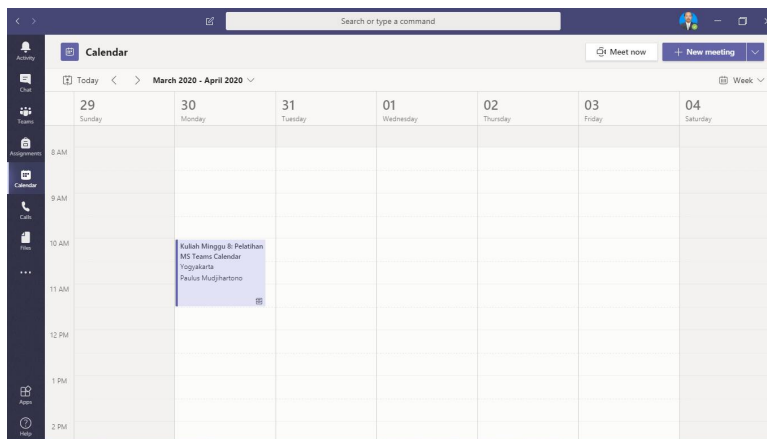 Search or type a command
Activity
Chat
Teams
Assignments
Calendar
Calls
Files
Apps
Help
Calendar
Meet now
+ New meeting
Today
March 2020 - April 2020
Week
29
Sunday
30
Monday
31
Tuesday
01
Wednesday
02
Thursday
03
Friday
04
Saturday
8 AM
9 AM
10 AM
11 AM
12 PM
1 PM
2 PM
Kuliah Minggu 8: Pelatihan
MS Teams Calendar
Yogyakarta
Paulus Mudjihartono